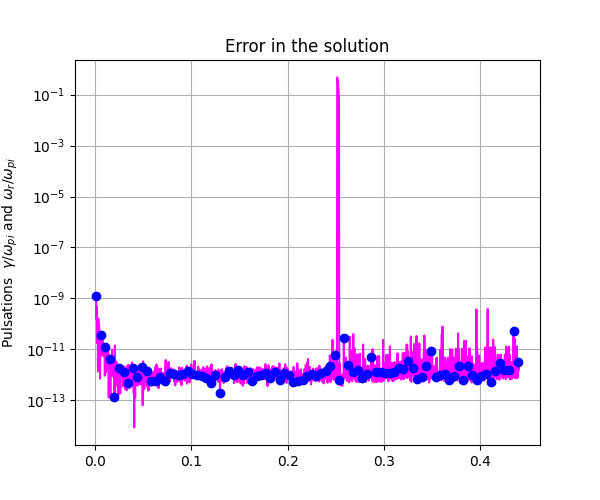 Error in the solution
Pulsations γ/ω_pi and ω_r/ω_pi
10^−1
10^−3
10^−5
10^−7
10^−9
10^−11
10^−13
0.0 0.1 0.2 0.3 0.4